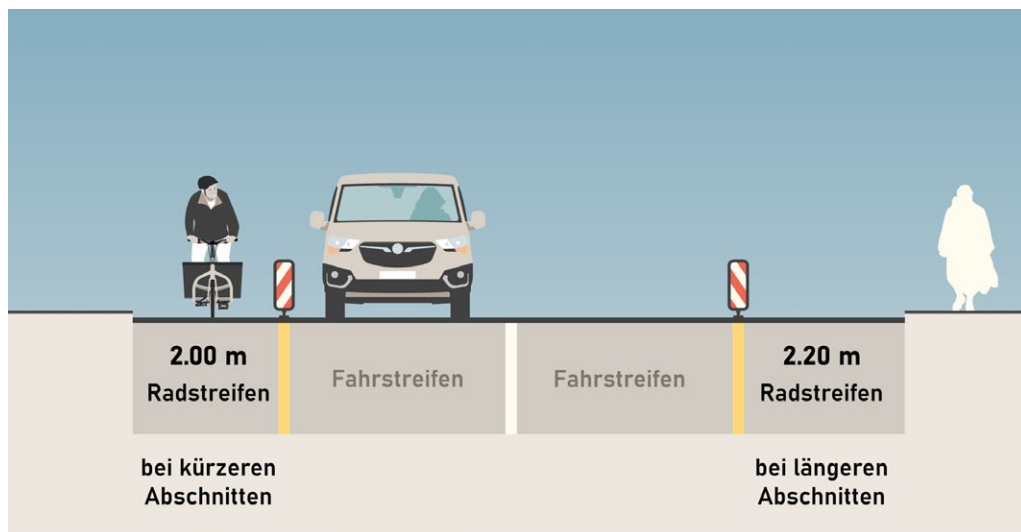 2.00 m
Radstreifen
Fahrstreifen
Fahrstreifen
2.20 m
Radstreifen
bei kürzeren
Abschnitten
bei längeren
Abschnitten